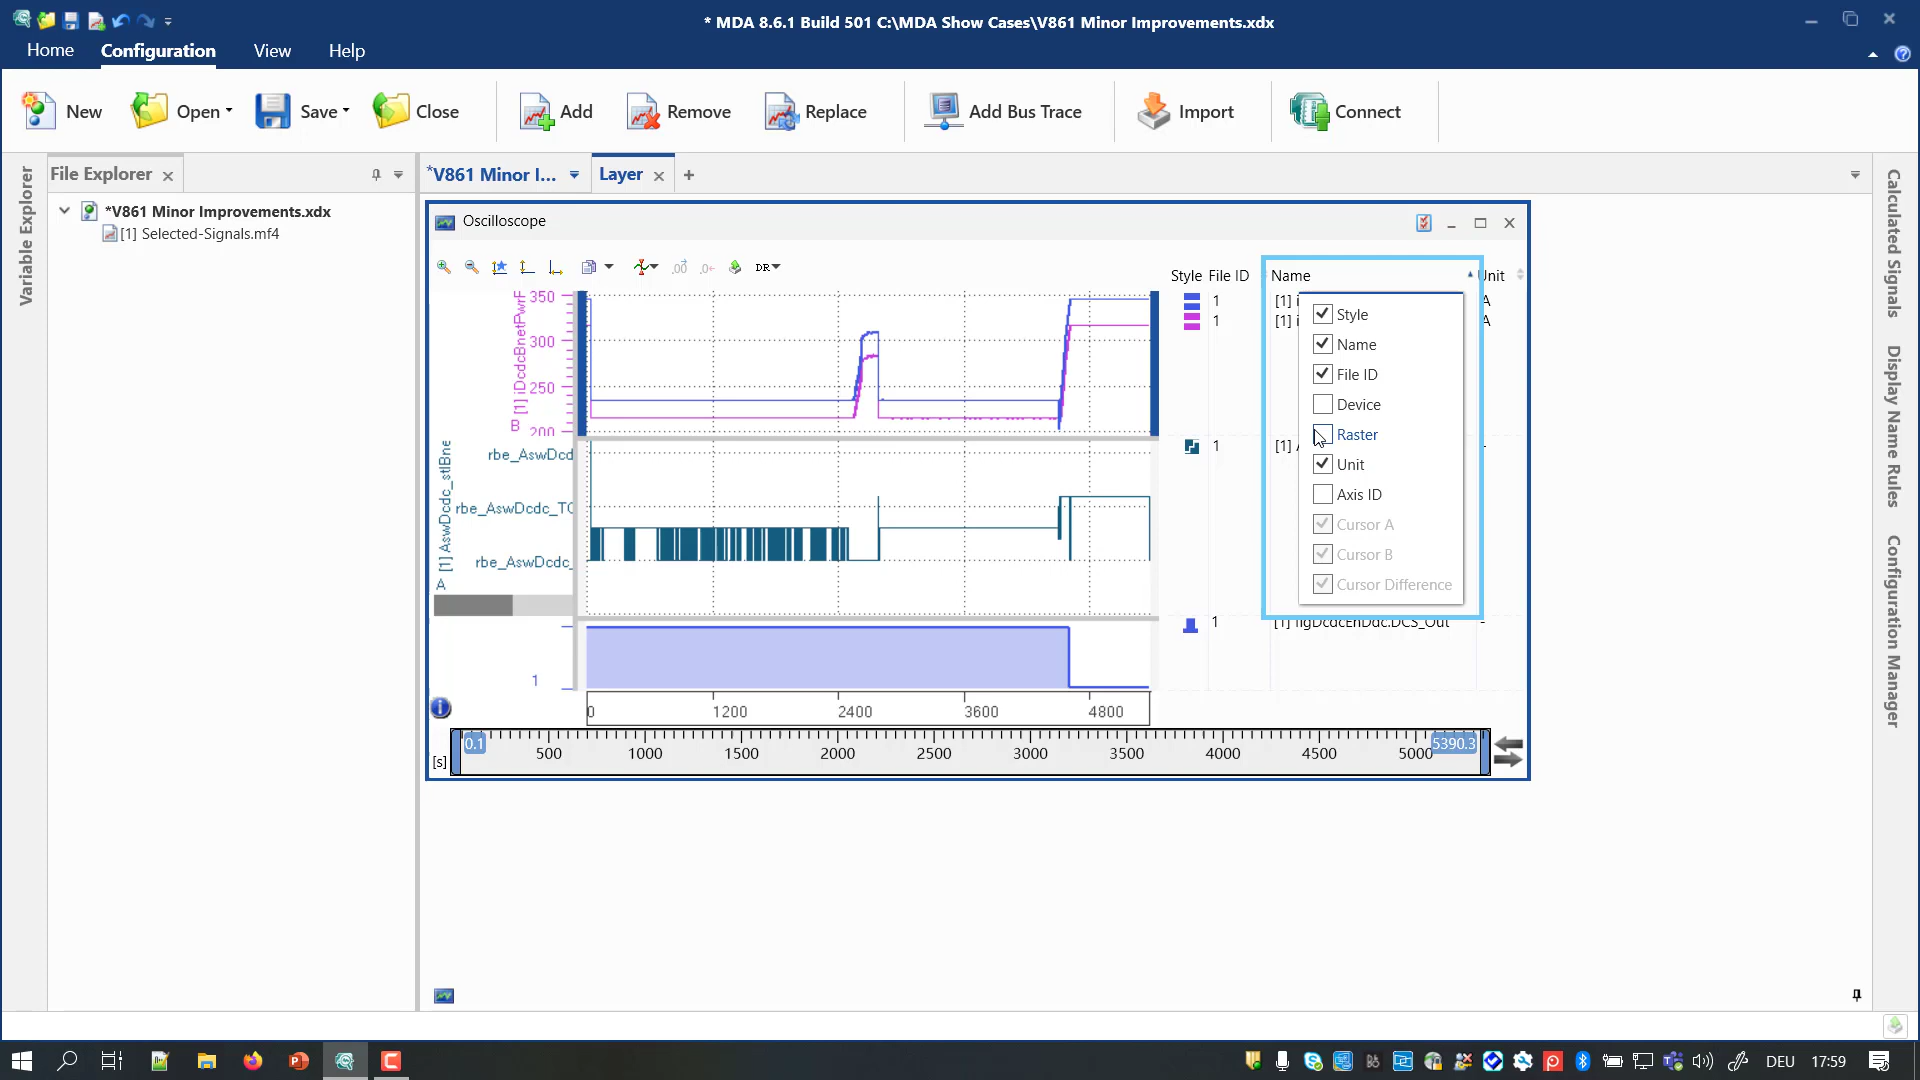 * MDA 8.6.1 Build 501 C:\MDA Show Cases\V861 Minor Improvements.xdx
Home Configuration View Help
New Open Save Close Add Remove Replace Add Bus Trace Import Connect
Variable Explorer
File Explorer
*V861 Minor Improvements.xdx
[1] Selected-Signals.mf4
*V861 Minor I... Layer +
Oscilloscope
DR
Style File ID Name Unit
350
300
250
200
[1] iDcdcBnetPwrF
B
1 [1] i A
1 [1] i A
Style
Name
File ID
Device
Raster
Unit
Axis ID
Cursor A
Cursor B
Cursor Difference
[1] AswDcdc_stlBne
A
rbe_AswDcd
rbe_AswDcdc_TC
rbe_AswDcdc_
1 [1] A -
1 [1] flgDcdcEnDdc.DCS_Out -
1
0 1200 2400 3600 4800
0.1 5390.3
[s] 500 1000 1500 2000 2500 3000 3500 4000 4500 5000
Calculated Signals
Display Name Rules
Configuration Manager
DEU 17:59